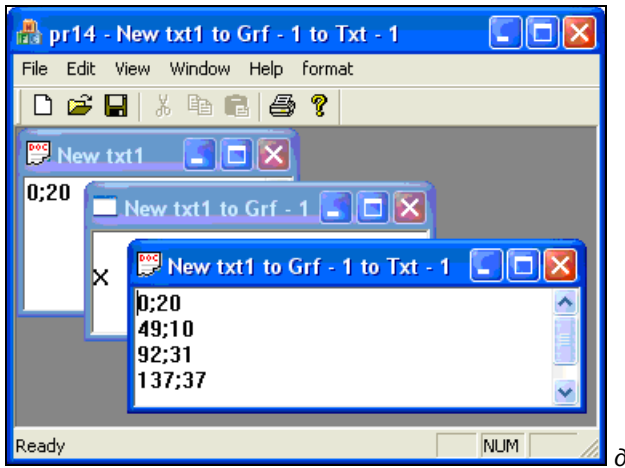 pr14 - New txt1 to Grf - 1 to Txt - 1
File Edit View Window Help format
New txt1
0;20
New txt1 to Grf - 1
x
New txt1 to Grf - 1 to Txt - 1
0;20
49;10
92;31
137;37
Ready NUM
д